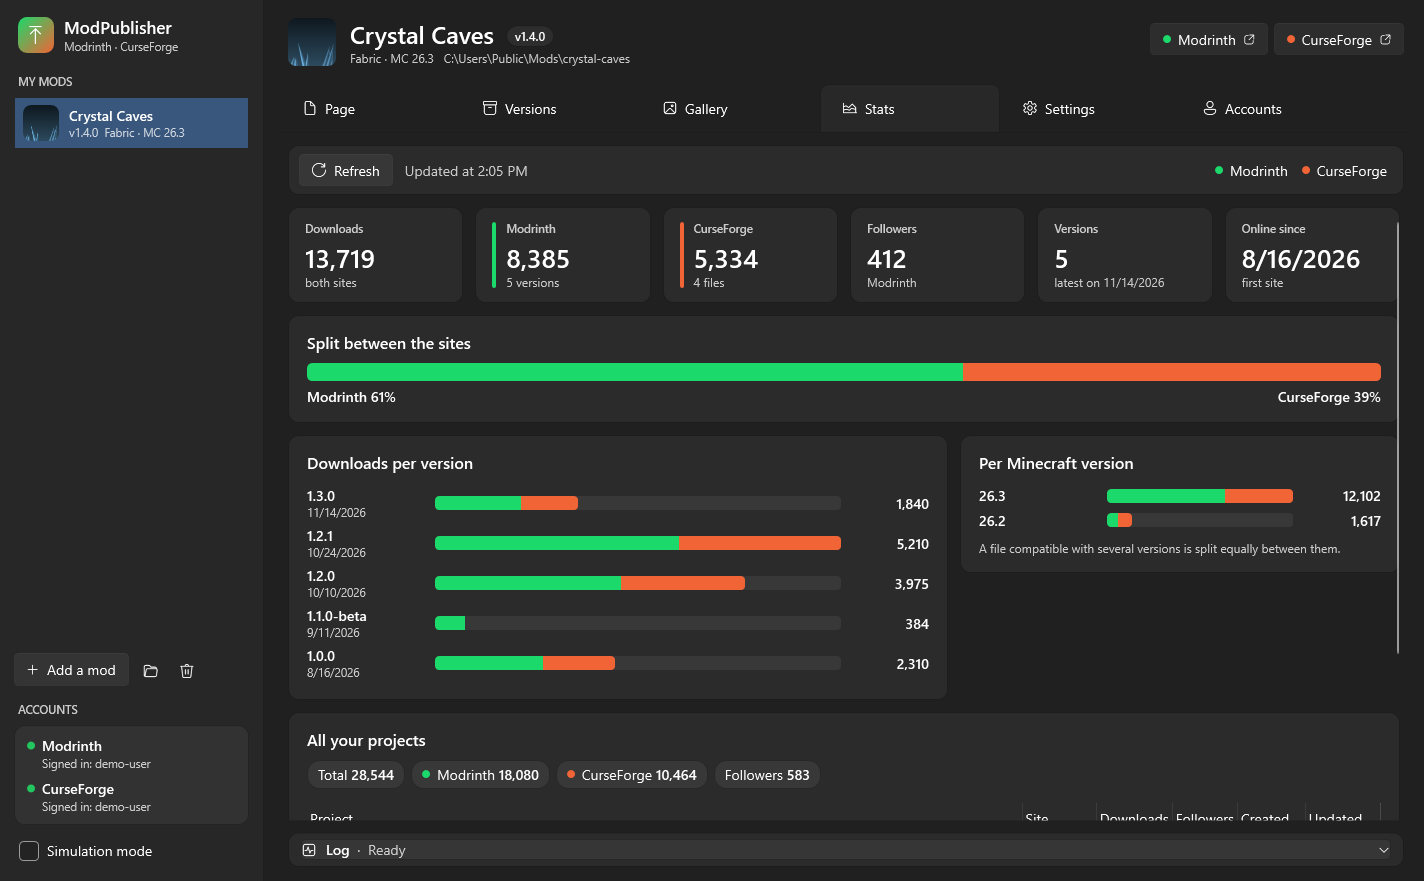 ModPublisher
Modrinth · CurseForge
MY MODS
Crystal Caves
v1.4.0 Fabric · MC 26.3
Add a mod
ACCOUNTS
Modrinth
Signed in: demo-user
CurseForge
Signed in: demo-user
Simulation mode
Crystal Caves v1.4.0
Fabric · MC 26.3 C:\Users\Public\Mods\crystal-caves
Modrinth
CurseForge
Page
Versions
Gallery
Stats
Settings
Accounts
Refresh
Updated at 2:05 PM
Modrinth
CurseForge
Downloads
13,719
both sites
Modrinth
8,385
5 versions
CurseForge
5,334
4 files
Followers
412
Modrinth
Versions
5
latest on 11/14/2026
Online since
8/16/2026
first site
Split between the sites
Modrinth 61%
CurseForge 39%
Downloads per version
1.3.0
11/14/2026
1,840
1.2.1
10/24/2026
5,210
1.2.0
10/10/2026
3,975
1.1.0-beta
9/11/2026
384
1.0.0
8/16/2026
2,310
Per Minecraft version
26.3 12,102
26.2 1,617
A file compatible with several versions is split equally between them.
All your projects
Total 28,544
Modrinth 18,080
CurseForge 10,464
Followers 583
Project Site Downloads Followers Created Updated
Log · Ready